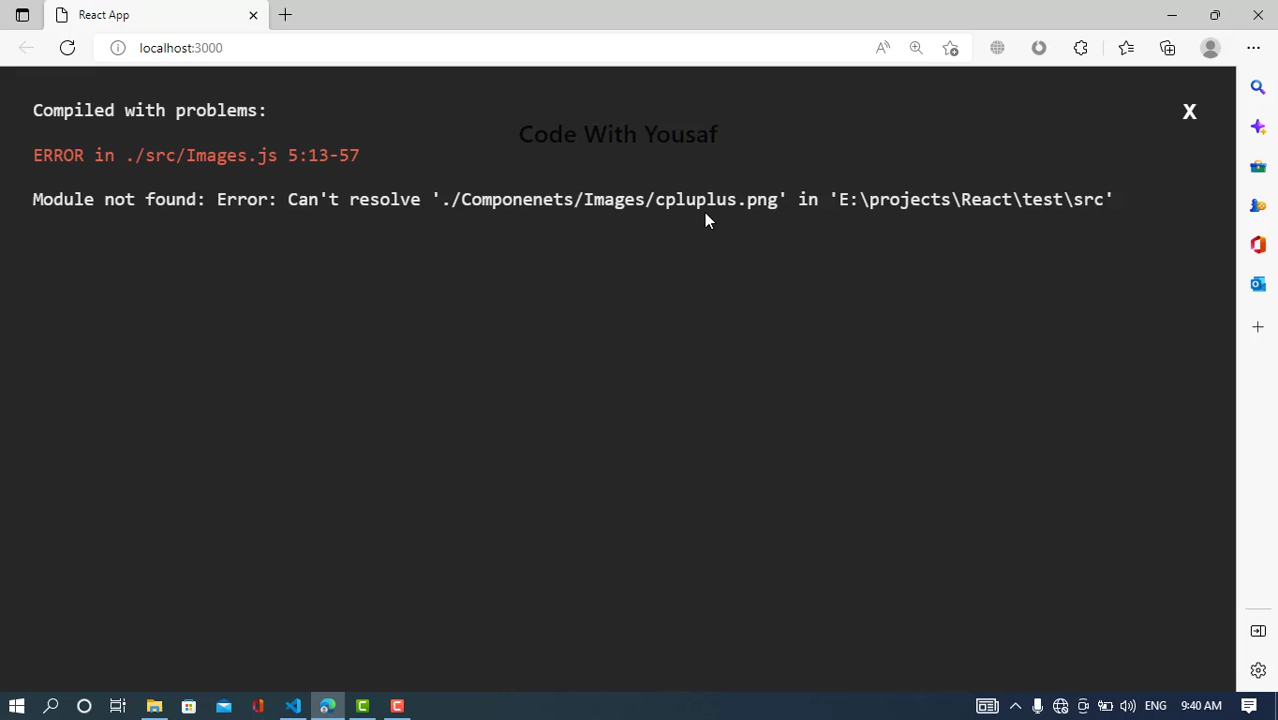 React App
localhost:3000
Compiled with problems:
X
Code With Yousaf
ERROR in ./src/Images.js 5:13-57
Module not found: Error: Can't resolve './Componenets/Images/cpluplus.png' in 'E:\projects\React\test\src'
ENG
9:40 AM